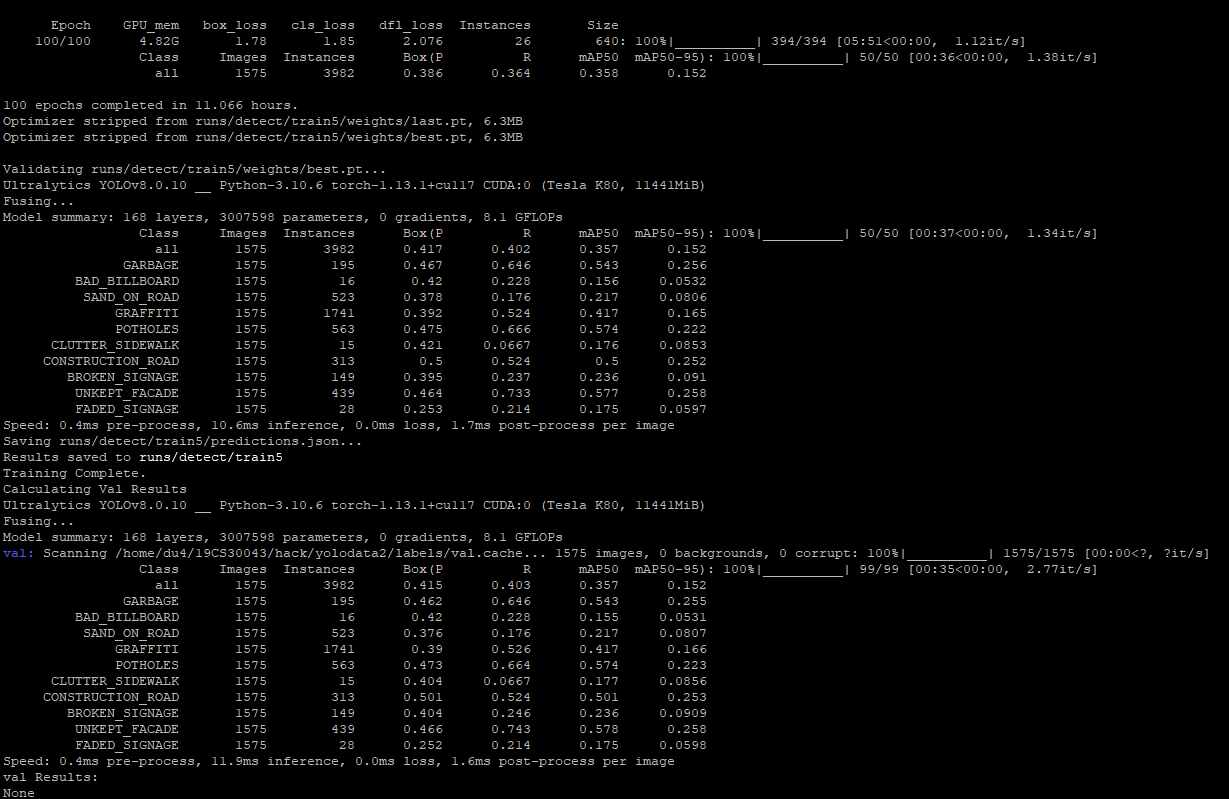 Epoch GPU_mem box_loss cls_loss dfl_loss Instances Size
100/100 4.82G 1.78 1.85 2.076 26 640: 100%|__________| 394/394 [05:51<00:00, 1.12it/s]
Class Images Instances Box(P R mAP50 mAP50-95): 100%|__________| 50/50 [00:36<00:00, 1.38it/s]
all 1575 3982 0.386 0.364 0.358 0.152
100 epochs completed in 11.066 hours.
Optimizer stripped from runs/detect/train5/weights/last.pt, 6.3MB
Optimizer stripped from runs/detect/train5/weights/best.pt, 6.3MB
Validating runs/detect/train5/weights/best.pt...
Ultralytics YOLOv8.0.10 __ Python-3.10.6 torch-1.13.1+cu117 CUDA:0 (Tesla K80, 11441MiB)
Fusing...
Model summary: 168 layers, 3007598 parameters, 0 gradients, 8.1 GFLOPs
Class Images Instances Box(P R mAP50 mAP50-95): 100%|__________| 50/50 [00:37<00:00, 1.34it/s]
all 1575 3982 0.417 0.402 0.357 0.152
GARBAGE 1575 195 0.467 0.646 0.543 0.256
BAD_BILLBOARD 1575 16 0.42 0.228 0.156 0.0532
SAND_ON_ROAD 1575 523 0.378 0.176 0.217 0.0806
GRAFFITI 1575 1741 0.392 0.524 0.417 0.165
POTHOLES 1575 563 0.475 0.666 0.574 0.222
CLUTTER_SIDEWALK 1575 15 0.421 0.0667 0.176 0.0853
CONSTRUCTION_ROAD 1575 313 0.5 0.524 0.5 0.252
BROKEN_SIGNAGE 1575 149 0.395 0.237 0.236 0.091
UNKEPT_FACADE 1575 439 0.464 0.733 0.577 0.258
FADED_SIGNAGE 1575 28 0.253 0.214 0.175 0.0597
Speed: 0.4ms pre-process, 10.6ms inference, 0.0ms loss, 1.7ms post-process per image
Saving runs/detect/train5/predictions.json...
Results saved to runs/detect/train5
Training Complete.
Calculating Val Results
Ultralytics YOLOv8.0.10 __ Python-3.10.6 torch-1.13.1+cu117 CUDA:0 (Tesla K80, 11441MiB)
Fusing...
Model summary: 168 layers, 3007598 parameters, 0 gradients, 8.1 GFLOPs
val: Scanning /home/du4/19CS30043/hack/yolodata2/labels/val.cache... 1575 images, 0 backgrounds, 0 corrupt: 100%|__________| 1575/1575 [00:00<?, ?it/s]
Class Images Instances Box(P R mAP50 mAP50-95): 100%|__________| 99/99 [00:35<00:00, 2.77it/s]
all 1575 3982 0.415 0.403 0.357 0.152
GARBAGE 1575 195 0.462 0.646 0.543 0.255
BAD_BILLBOARD 1575 16 0.42 0.228 0.155 0.0531
SAND_ON_ROAD 1575 523 0.376 0.176 0.217 0.0807
GRAFFITI 1575 1741 0.39 0.526 0.417 0.166
POTHOLES 1575 563 0.473 0.664 0.574 0.223
CLUTTER_SIDEWALK 1575 15 0.404 0.0667 0.177 0.0856
CONSTRUCTION_ROAD 1575 313 0.501 0.524 0.501 0.253
BROKEN_SIGNAGE 1575 149 0.404 0.246 0.236 0.0909
UNKEPT_FACADE 1575 439 0.466 0.743 0.578 0.258
FADED_SIGNAGE 1575 28 0.252 0.214 0.175 0.0598
Speed: 0.4ms pre-process, 11.9ms inference, 0.0ms loss, 1.6ms post-process per image
val Results:
None